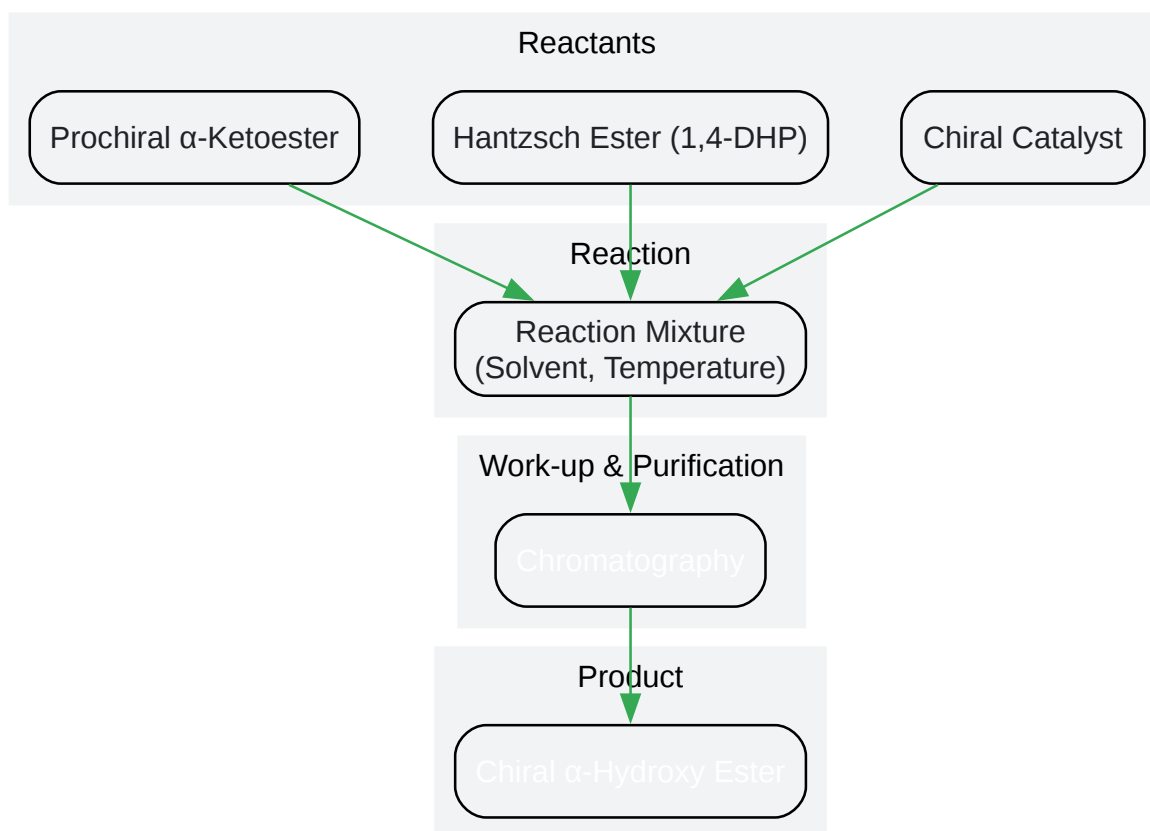 Reactants
Prochiral α-Ketoester
Hantzsch Ester (1,4-DHP)
Chiral Catalyst
Reaction
Reaction Mixture
(Solvent, Temperature)
Work-up & Purification
Chromatography
Product
Chiral α-Hydroxy Ester